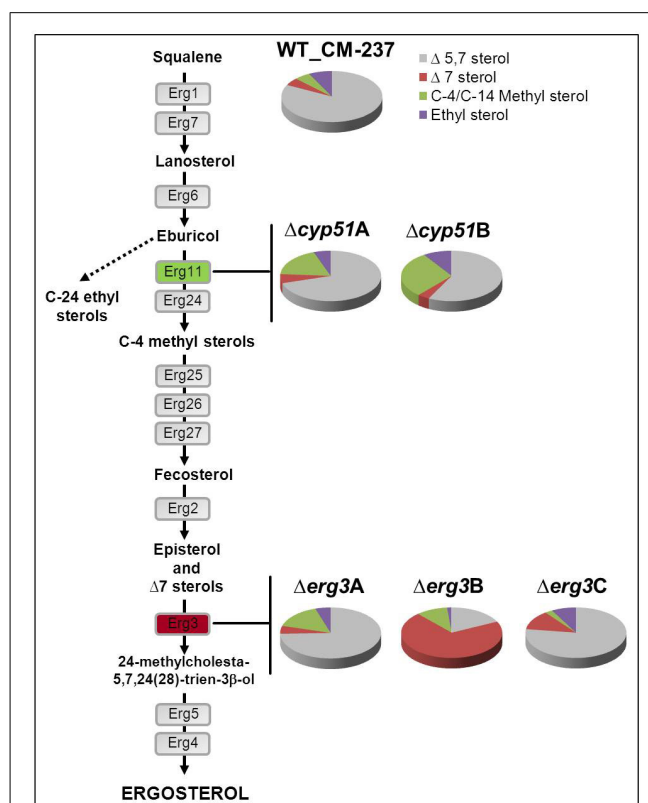 WT_CM-237
Δ 5,7 sterol
Δ 7 sterol
C-4/C-14 Methyl sterol
Ethyl sterol
Squalene
Erg1
Erg7
Lanosterol
Erg6
Eburicol
Δcyp51A
Δcyp51B
Erg11
C-24 ethyl
sterols
Erg24
C-4 methyl sterols
Erg25
Erg26
Erg27
Fecosterol
Erg2
Episterol
and
Δ7 sterols
Δerg3A
Δerg3B
Δerg3C
Erg3
24-methylcholesta-
5,7,24(28)-trien-3β-ol
Erg5
Erg4
ERGOSTEROL